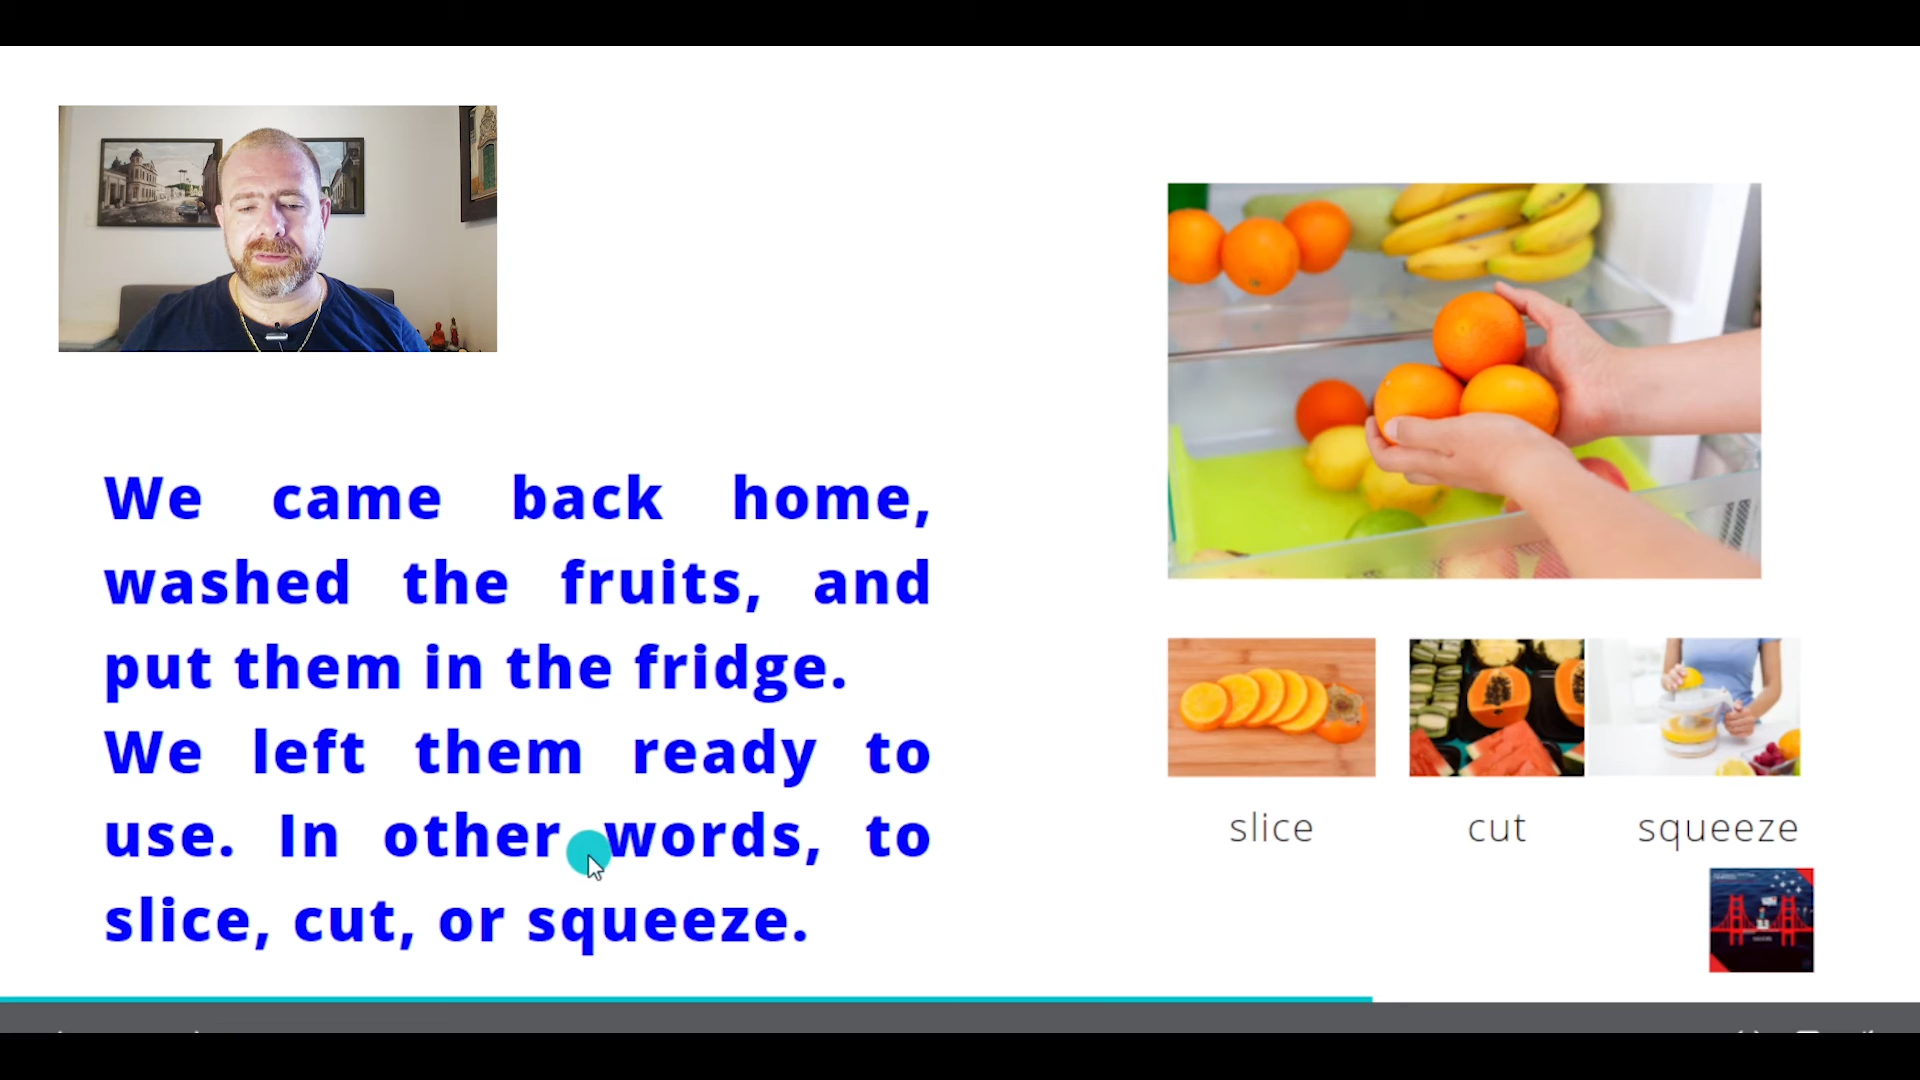 We came back home,
washed the fruits, and
put them in the fridge.
We left them ready to
use. In other words, to
slice, cut, or squeeze.
slice
cut
squeeze